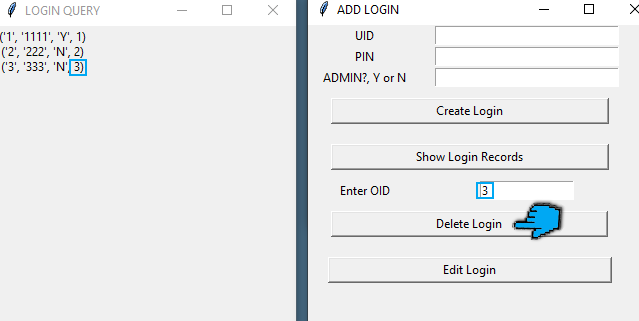 LOGIN QUERY
('1', '1111', 'Y', 1)
('2', '222', 'N', 2)
('3', '333', 'N', 3)
ADD LOGIN
UID
PIN
ADMIN?, Y or N
Create Login
Show Login Records
Enter OID 3
Delete Login
Edit Login